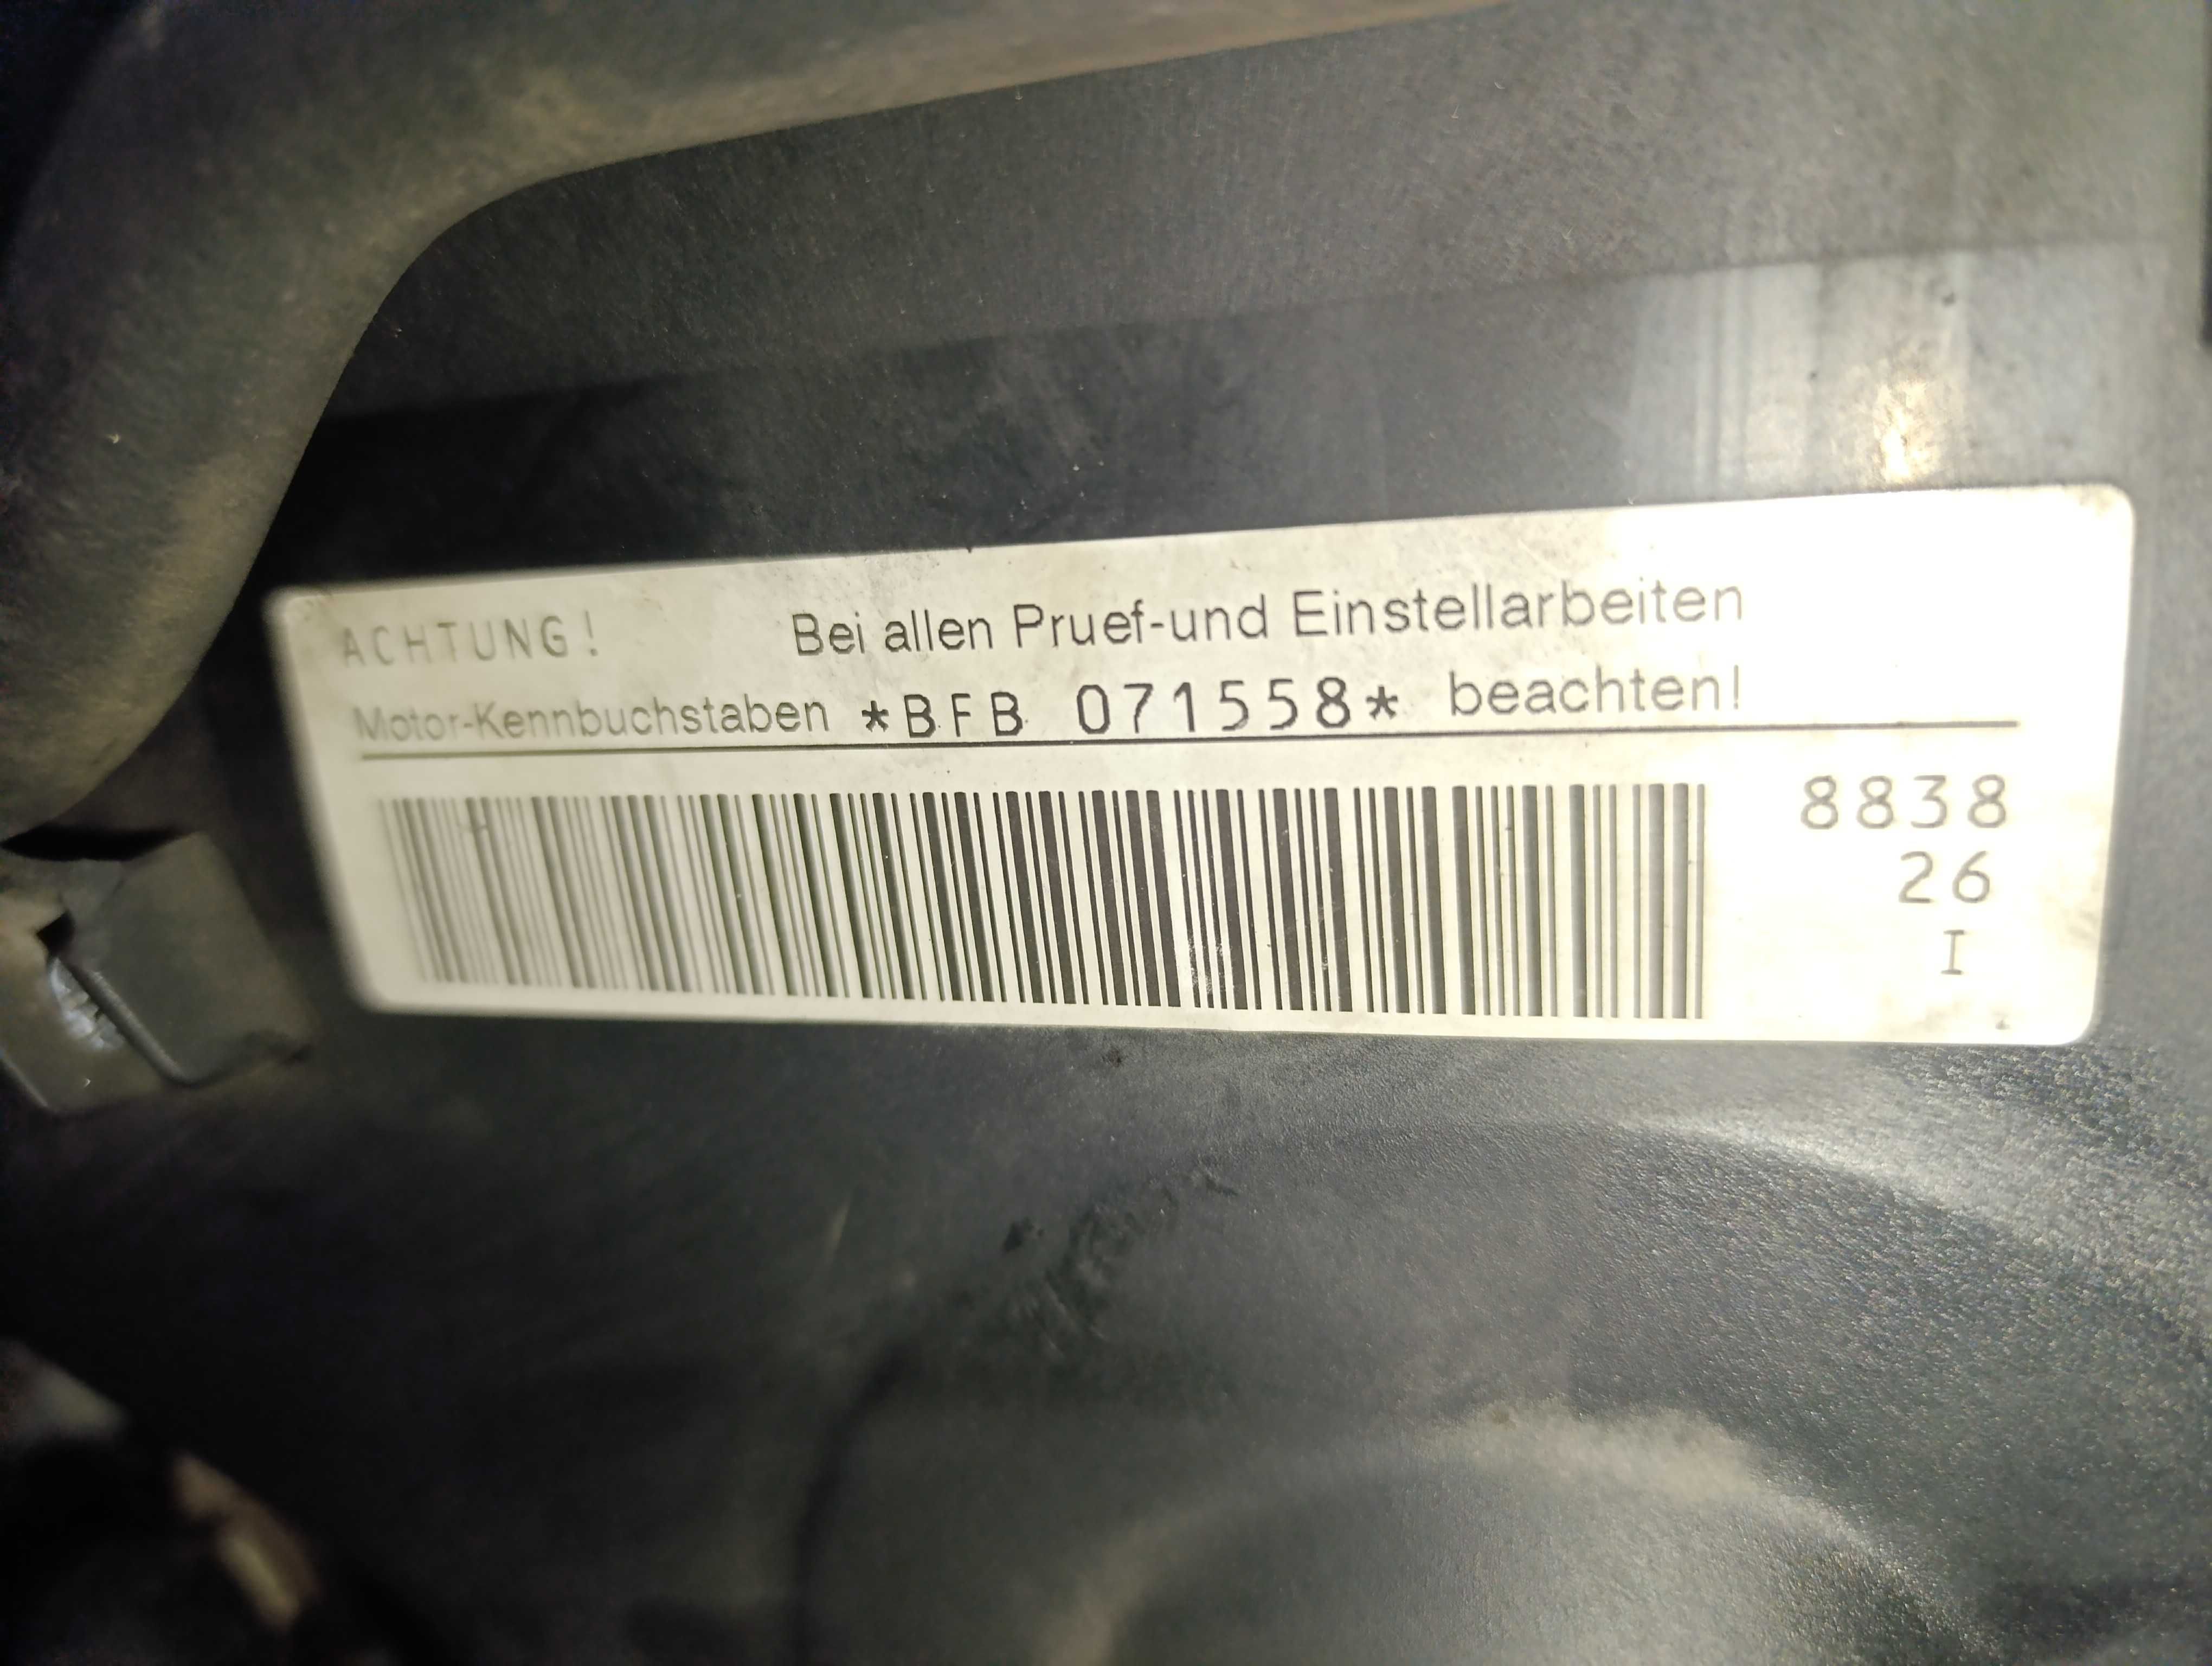 ACHTUNG! Bei allen Pruef-und Einstellarbeiten
Motor-Kennbuchstaben *BFB 071558* beachten!
8838
26
I